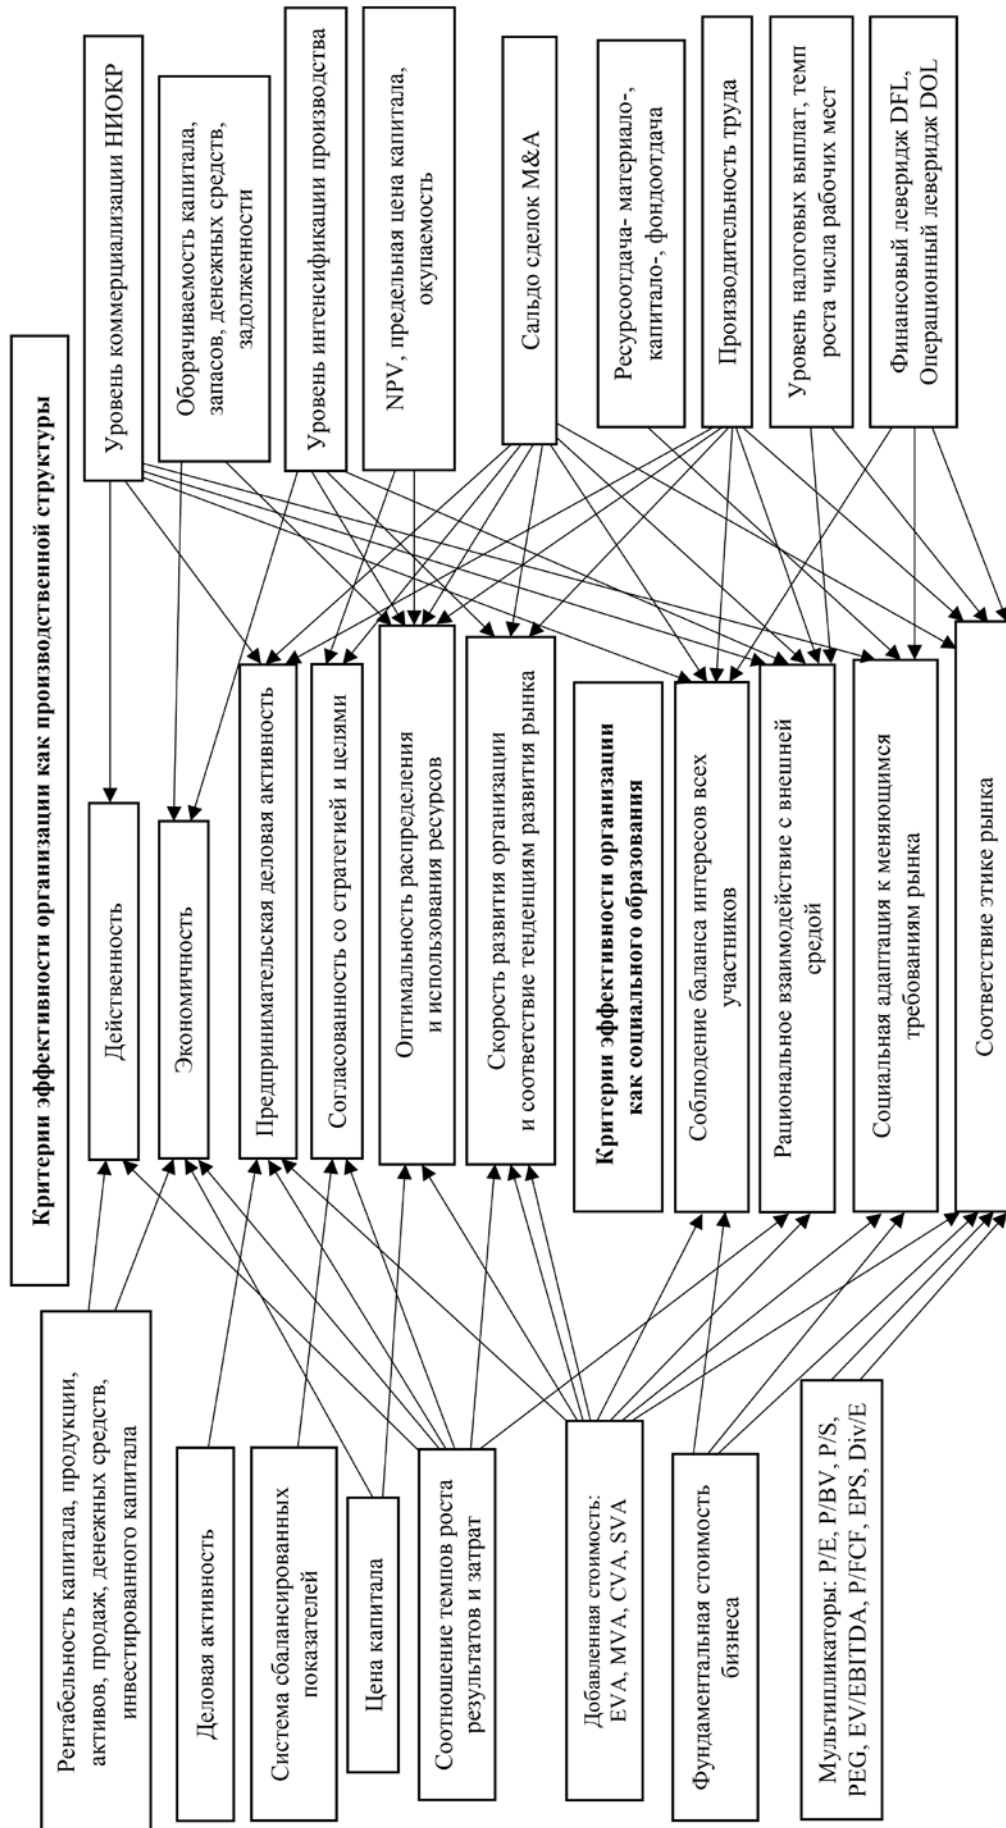 Критерии эффективности организации как производственной структуры
Рентабельность капитала, продукции,
активов, продаж, денежных средств,
инвестированного капитала
Деловая активность
Система сбалансированных
показателей
Цена капитала
Соотношение темпов роста
результатов и затрат
Добавленная стоимость:
EVA, MVA, CVA, SVA
Фундаментальная стоимость
бизнеса
Мультипликаторы: P/E, P/BV, P/S,
PEG, EV/EBITDA, P/FCF, EPS, Div/E
Действенность
Экономичность
Предпринимательская деловая активность
Согласованность со стратегией и целями
Оптимальность распределения
и использования ресурсов
Скорость развития организации
и соответствие тенденциям развития рынка
Критерии эффективности организации
как социального образования
Соблюдение баланса интересов всех
участников
Рациональное взаимодействие с внешней
средой
Социальная адаптация к меняющимся
требованиям рынка
Соответствие этике рынка
Уровень коммерциализации НИОКР
Оборачиваемость капитала,
запасов, денежных средств,
задолженности
Уровень интенсификации производства
NPV, предельная цена капитала,
окупаемость
Сальдо сделок M&A
Ресурсоотдача- материало-,
капитало-, фондоотдача
Производительность труда
Уровень налоговых выплат, темп
роста числа рабочих мест
Финансовый леверидж DFL,
Операционный леверидж DOL